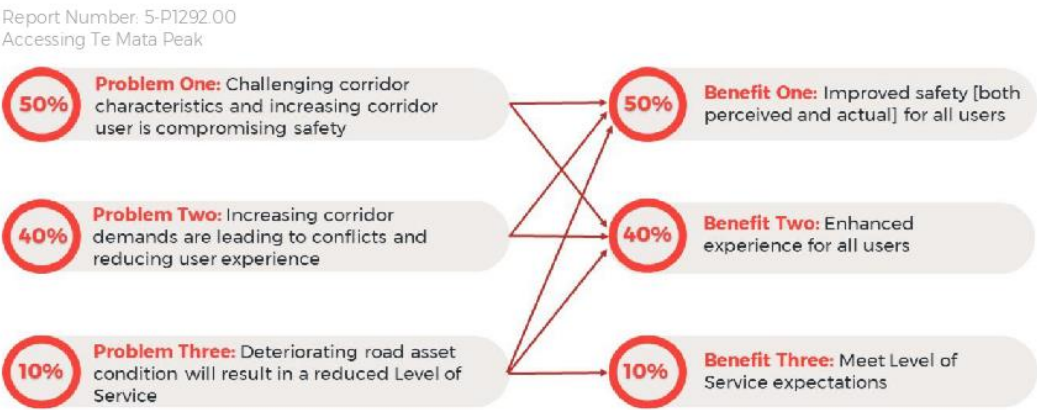 Report Number: 5-P1292.00
Accessing Te Mata Peak
50%
Problem One: Challenging corridor
characteristics and increasing corridor
user is compromising safety
50%
Benefit One: Improved safety [both
perceived and actual] for all users
40%
Problem Two: Increasing corridor
demands are leading to conflicts and
reducing user experience
40%
Benefit Two: Enhanced
experience for all users
10%
Problem Three: Deteriorating road asset
condition will result in a reduced Level of
Service
10%
Benefit Three: Meet Level of
Service expectations